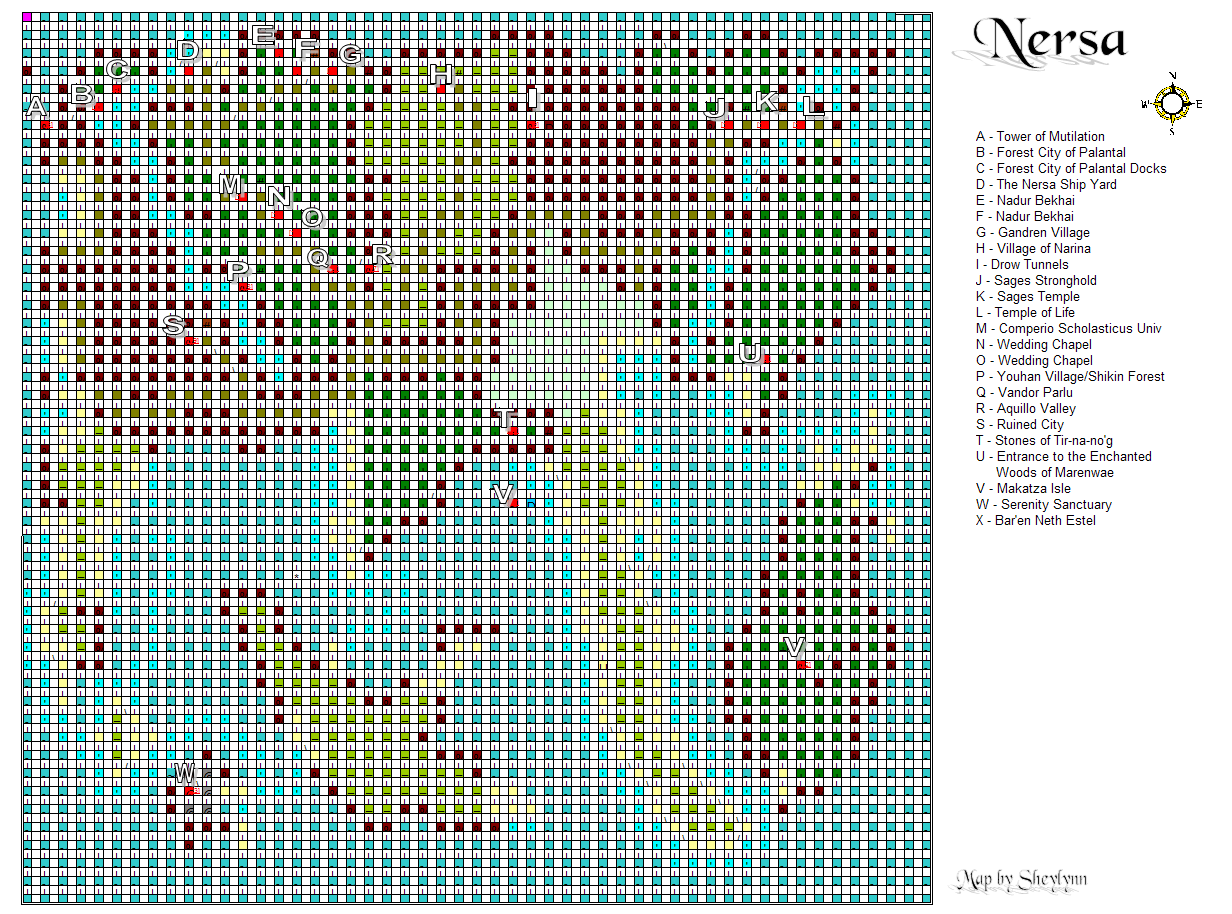 Nersa
N
W E
S
A - Tower of Mutilation
B - Forest City of Palantal
C - Forest City of Palantal Docks
D - The Nersa Ship Yard
E - Nadur Bekhai
F - Nadur Bekhai
G - Gandren Village
H - Village of Narina
I - Drow Tunnels
J - Sages Stronghold
K - Sages Temple
L - Temple of Life
M - Comperio Scholasticus Univ
N - Wedding Chapel
O - Wedding Chapel
P - Youhan Village/Shikin Forest
Q - Vandor Parlu
R - Aquillo Valley
S - Ruined City
T - Stones of Tir-na-no'g
U - Entrance to the Enchanted
Woods of Marenwae
V - Makatza Isle
W - Serenity Sanctuary
X - Bar'en Neth Estel
E
D F G
C H
A B I J K L
M N
O
P Q R
S
U
T
V
V
W
Map by Sheylynn